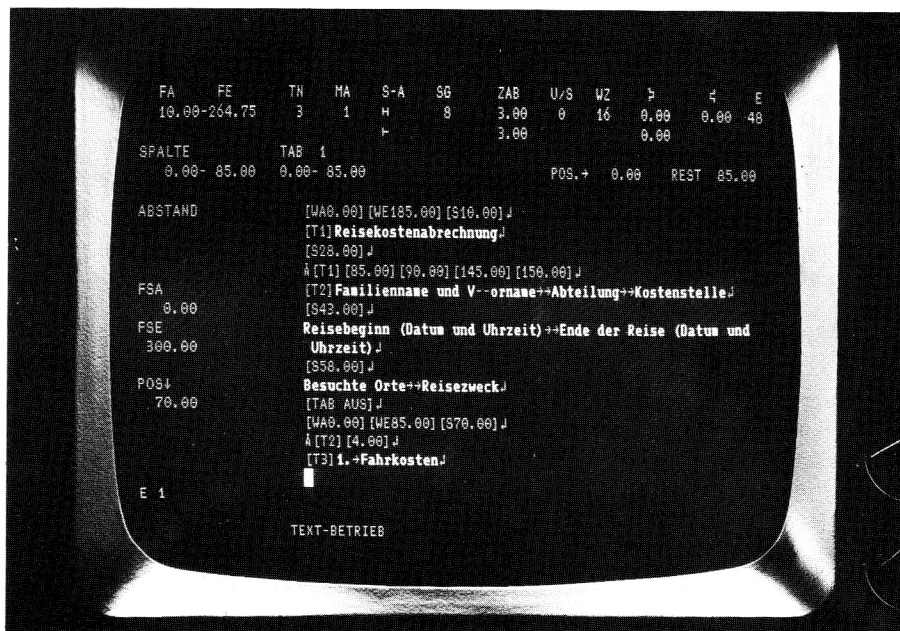 FA FE TN MA S-A SG ZAB U/S WZ E
10.00-264.75 3 1 H 8 3.00 0 16 0.00 0.00 48
⊢ 3.00 0.00
SPALTE TAB 1
0.00- 85.00 0.00- 85.00 POS.→ 0.00 REST 85.00
ABSTAND [WA0.00][WE185.00][S10.00]↲
[T1]Reisekostenabrechnung↲
[S28.00]↲
[T1][85.00][90.00][145.00][150.00]↲
FSA [T2]Familienname und V--orname→→Abteilung→→Kostenstelle↲
0.00 [S43.00]↲
FSE Reisebeginn (Datum und Uhrzeit)→→Ende der Reise (Datum und
300.00 Uhrzeit)↲
[S58.00]↲
POS↓ Besuchte Orte→→Reisezweck↲
70.00 [TAB AUS]↲
[WA0.00][WE85.00][S70.00]↲
[T2][4.00]↲
[T3]1.→Fahrkosten↲
E 1
TEXT-BETRIEB